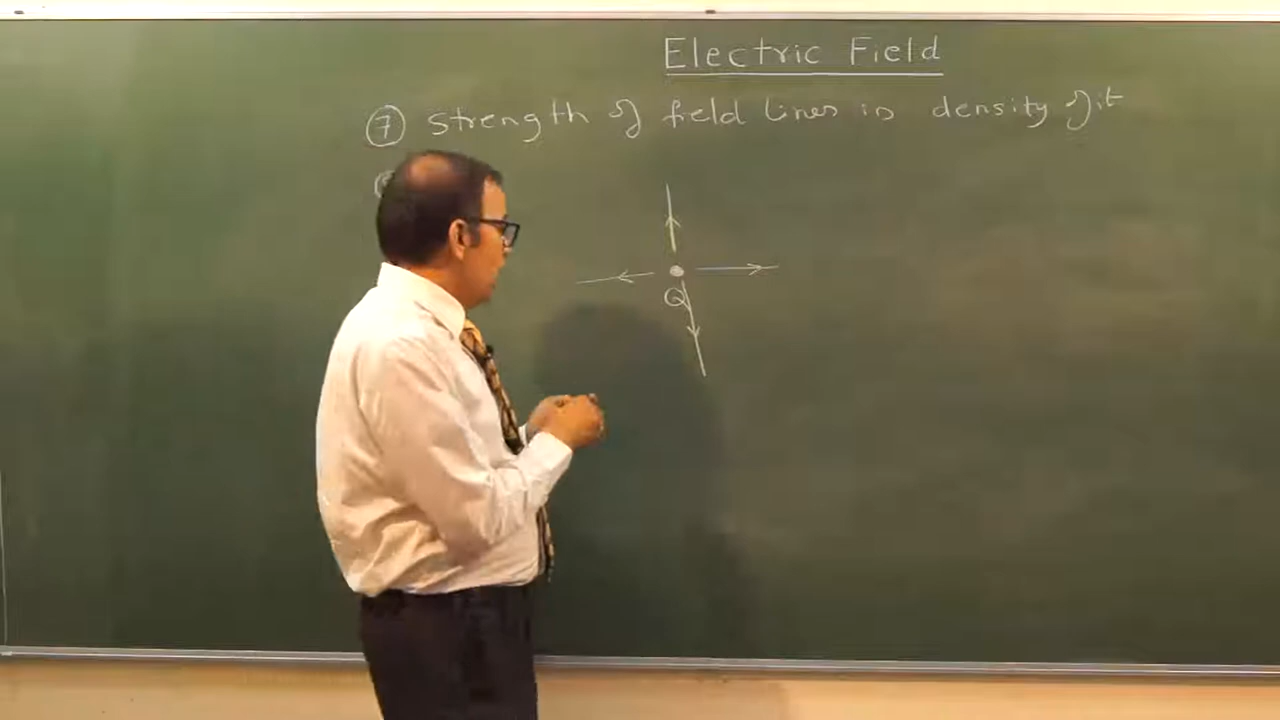 Electric Field
⑦ Strength of field lines is density of it
Q